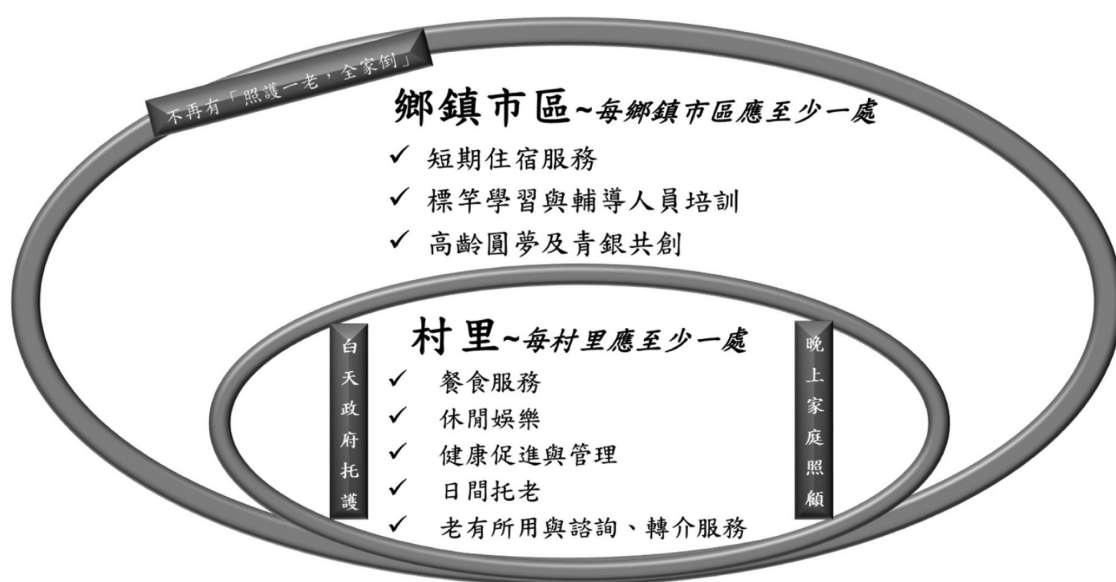 不再有「照護一老，全家倒」
鄉鎮市區~每鄉鎮市區應至少一處
✓ 短期住宿服務
✓ 標竿學習與輔導人員培訓
✓ 高齡圓夢及青銀共創
村里~每村里應至少一處
白天政府托護
✓ 餐食服務
✓ 休閒娛樂
✓ 健康促進與管理
✓ 日間托老
✓ 老有所用與諮詢、轉介服務
晚上家庭照顧